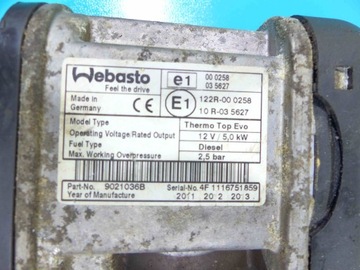 Webasto
Feel the drive
e1 00 0258
03 5627
Made in
Germany
CE
E1 122R-00 0258
10 R-03 5627
Model Type Thermo Top Evo
Operating Voltage Rated Output 12 V / 5,0 kW
Fuel Type Diesel
Max. Working Overpressure 2,5 bar
Part-No. 9021036B Serial-No. 4F 1116751859
Year of Manufacture 2011 2012 2013